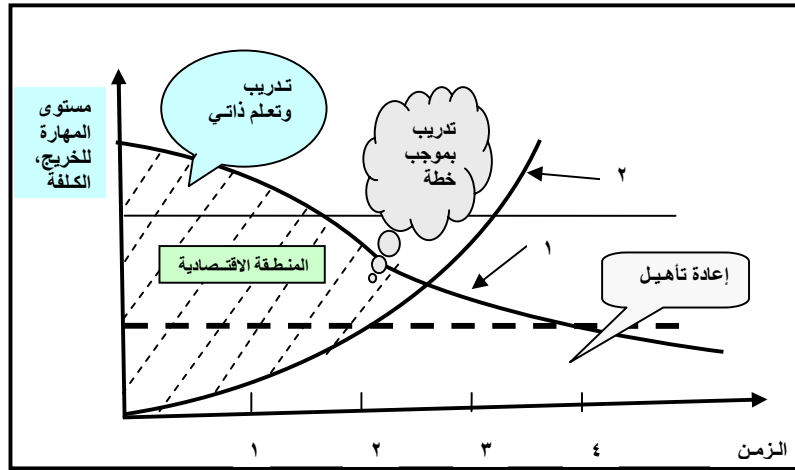 مستوى
المهارة
للخريج،
الكلفة
تدريب
وتعلم ذاتي
تدريب
بموجب
خطة
٢
١
المنطقة الاقتصادية
إعادة تأهيل
١ ٢ ٣ ٤ الزمن